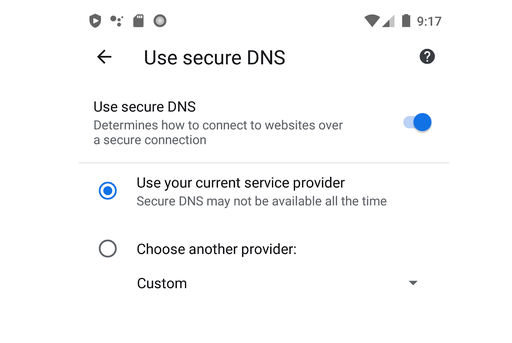 9:17
Use secure DNS
Use secure DNS
Determines how to connect to websites over
a secure connection
Use your current service provider
Secure DNS may not be available all the time
Choose another provider:
Custom